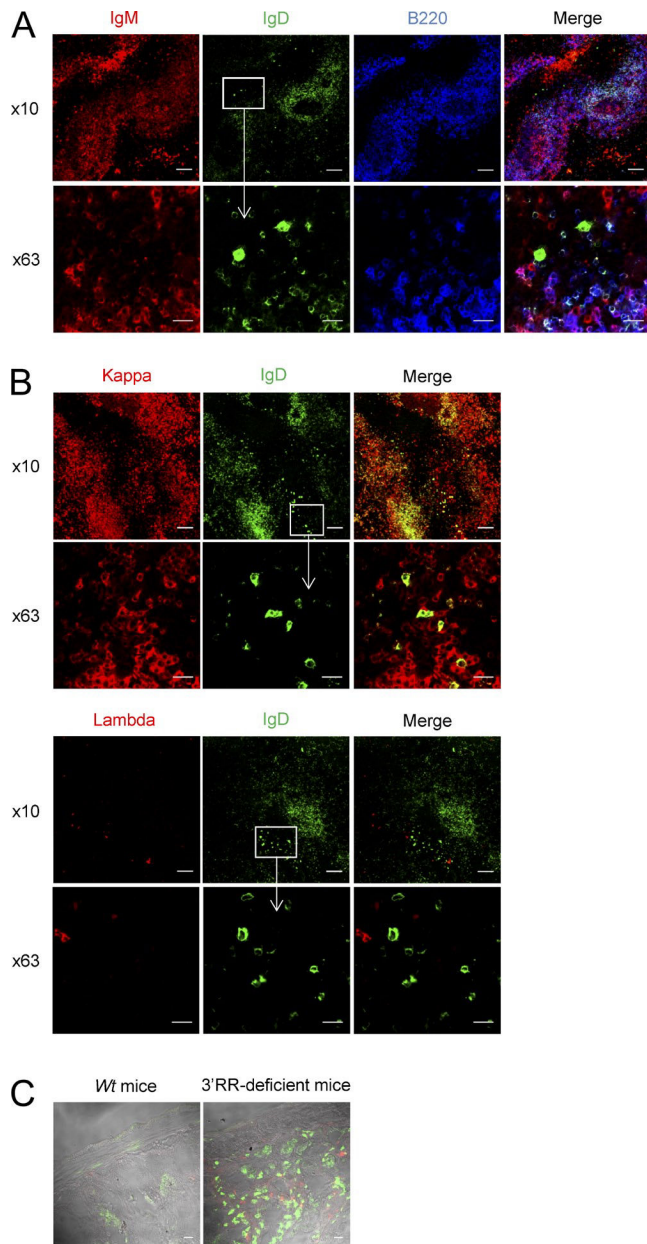 A
IgM IgD B220 Merge
x10
x63
B
Kappa IgD Merge
x10
x63
Lambda IgD Merge
x10
x63
C
Wt mice 3'RR-deficient mice